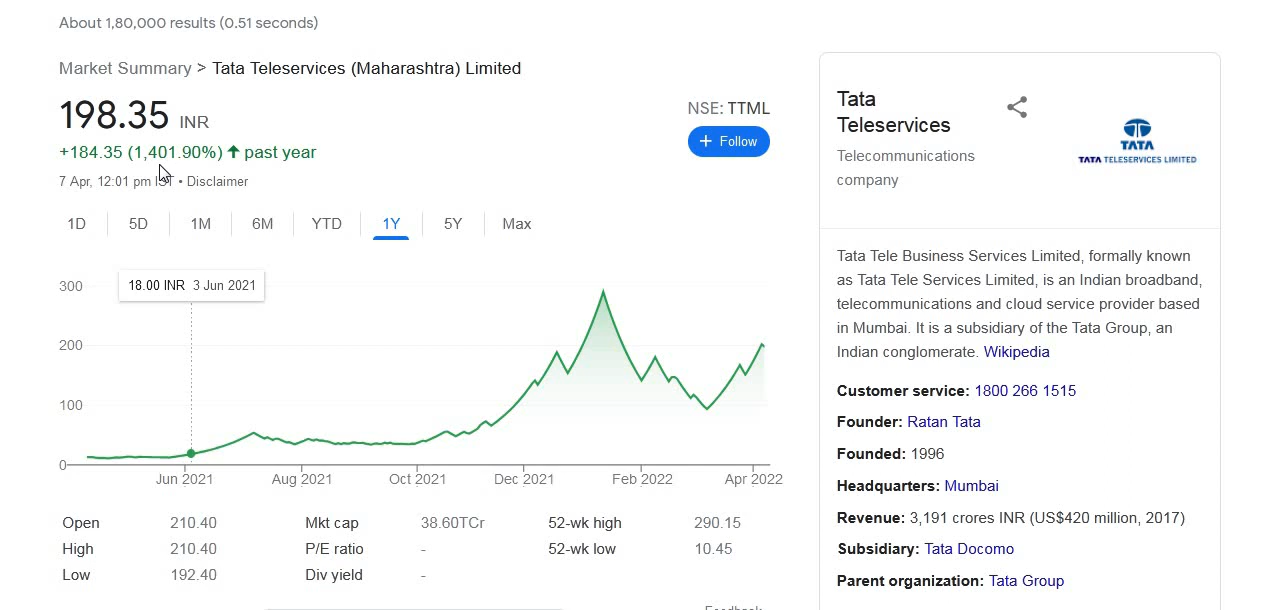 About 1,80,000 results (0.51 seconds)
Market Summary > Tata Teleservices (Maharashtra) Limited
198.35 INR
+184.35 (1,401.90%) past year
7 Apr, 12:01 pm IST • Disclaimer
NSE: TTML
+ Follow
1D 5D 1M 6M YTD 1Y 5Y Max
18.00 INR 3 Jun 2021
300
200
100
0
Jun 2021 Aug 2021 Oct 2021 Dec 2021 Feb 2022 Apr 2022
Open 210.40 Mkt cap 38.60TCr 52-wk high 290.15
High 210.40 P/E ratio - 52-wk low 10.45
Low 192.40 Div yield -
Feedback
Tata
Teleservices
Telecommunications
company
TATA
TATA TELESERVICES LIMITED
Tata Tele Business Services Limited, formally known
as Tata Tele Services Limited, is an Indian broadband,
telecommunications and cloud service provider based
in Mumbai. It is a subsidiary of the Tata Group, an
Indian conglomerate. Wikipedia
Customer service: 1800 266 1515
Founder: Ratan Tata
Founded: 1996
Headquarters: Mumbai
Revenue: 3,191 crores INR (US$420 million, 2017)
Subsidiary: Tata Docomo
Parent organization: Tata Group